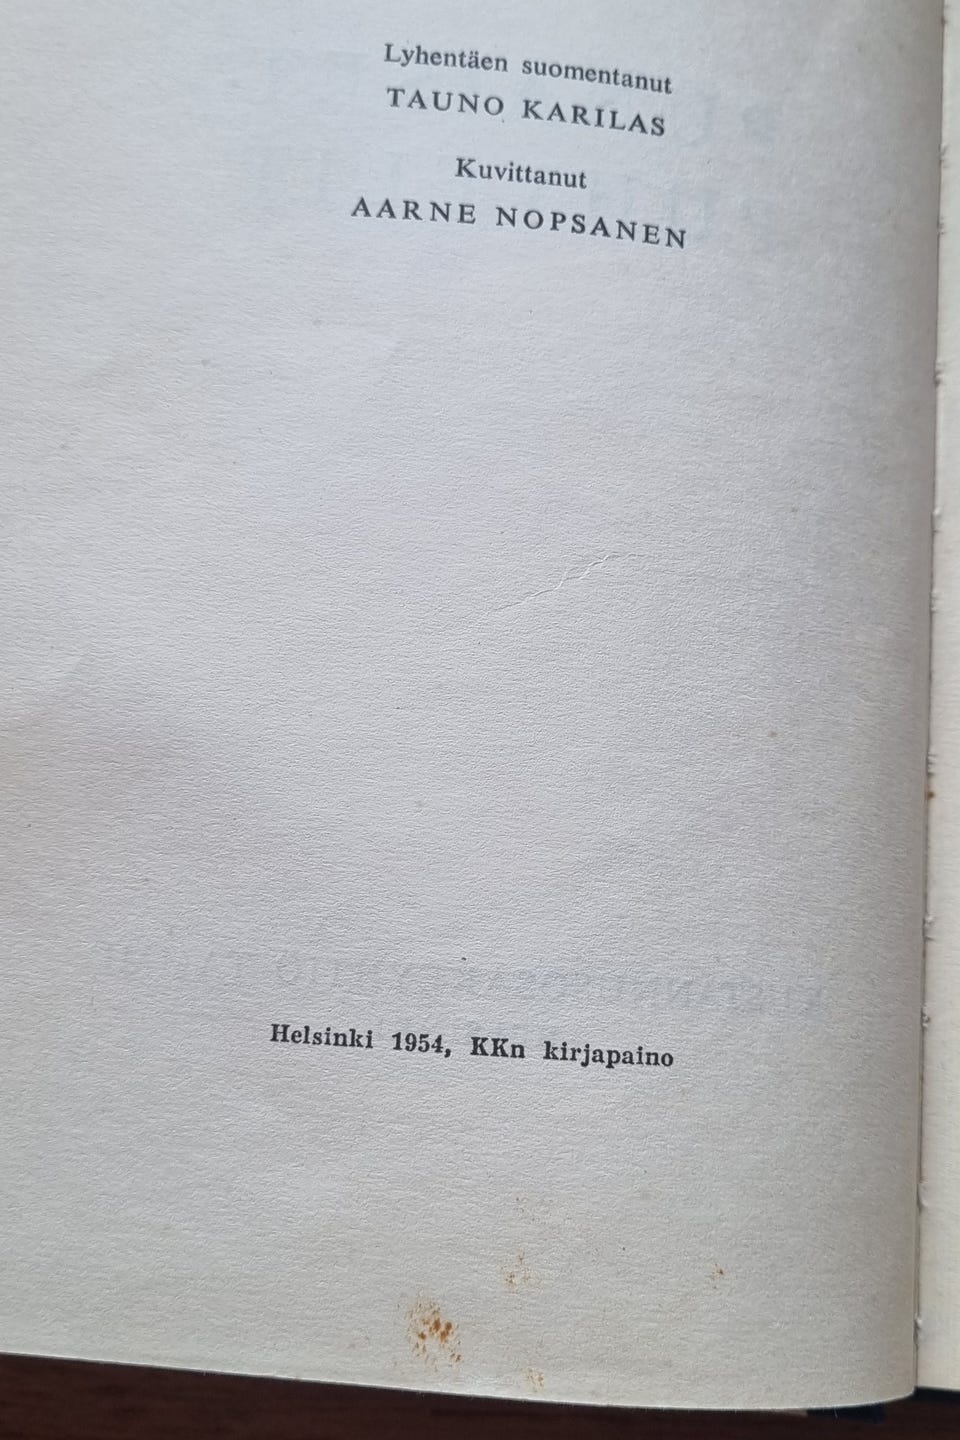 Lyhentäen suomentanut
TAUNO KARILAS
Kuvittanut
AARNE NOPSANEN
Helsinki 1954, KKn kirjapaino